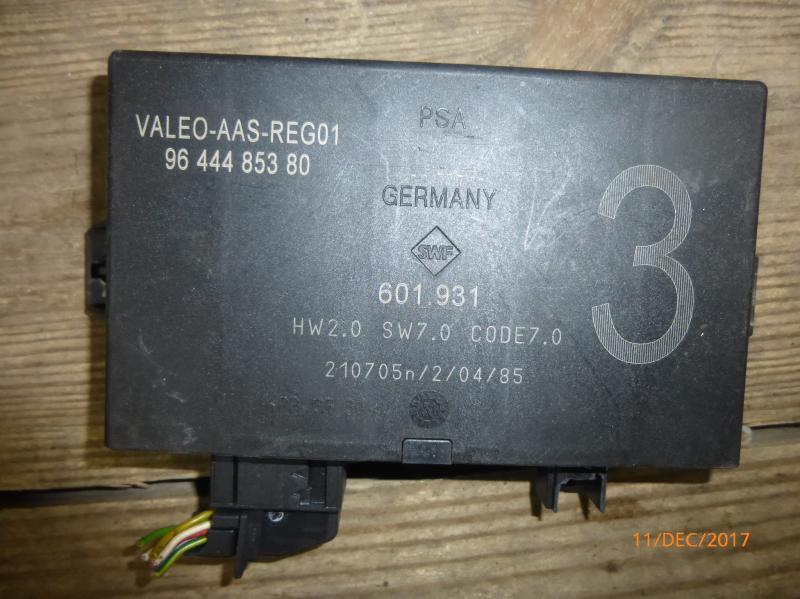 VALEO-AAS-REG01
96 444 853 80
PSA
GERMANY
SWF
601.931
3
HW2.0 SW7.0 CODE7.0
210705n/2/04/85
11/DEC/2017